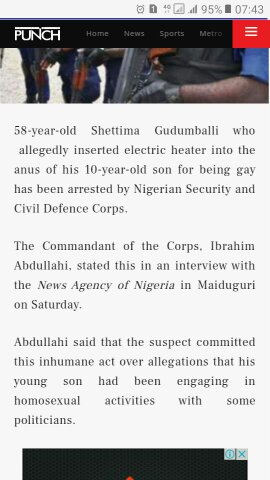 95% 07:43
PUNCH Home News Sports Metro
58-year-old Shettima Gudumballi who
allegedly inserted electric heater into the
anus of his 10-year-old son for being gay
has been arrested by Nigerian Security and
Civil Defence Corps.
The Commandant of the Corps, Ibrahim
Abdullahi, stated this in an interview with
the News Agency of Nigeria in Maiduguri
on Saturday.
Abdullahi said that the suspect committed
this inhumane act over allegations that his
young son had been engaging in
homosexual activities with some
politicians.